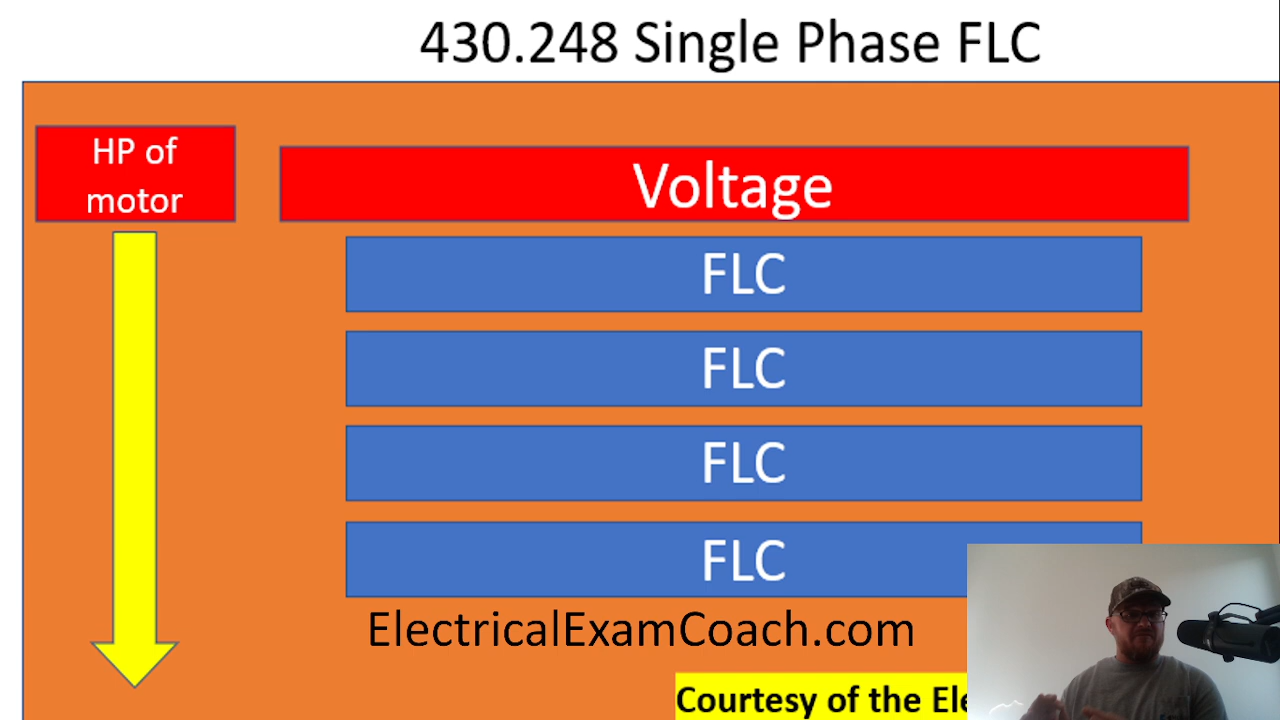 430.248 Single Phase FLC
HP of
motor
Voltage
FLC
FLC
FLC
FLC
ElectricalExamCoach.com
Courtesy of the